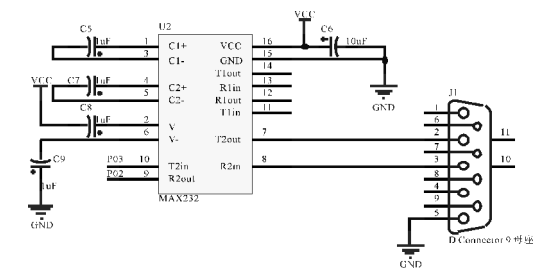 VCC
C5
1uF
U2
C6
10uF
1
3
C1+
C1-
VCC
GND
T1out
R1in
R1out
T1in
16
15
14
13
12
11
VCC
C7
1uF
4
5
C2+
C2-
C8
1uF
2
6
V
V-
T2out
7
C9
1uF
P03
10
T2in
P02
9
R2out
R2in
8
MAX232
GND
GND
J1
1
6
2
7
3
8
4
9
5
11
10
D Connector 9 母座
GND